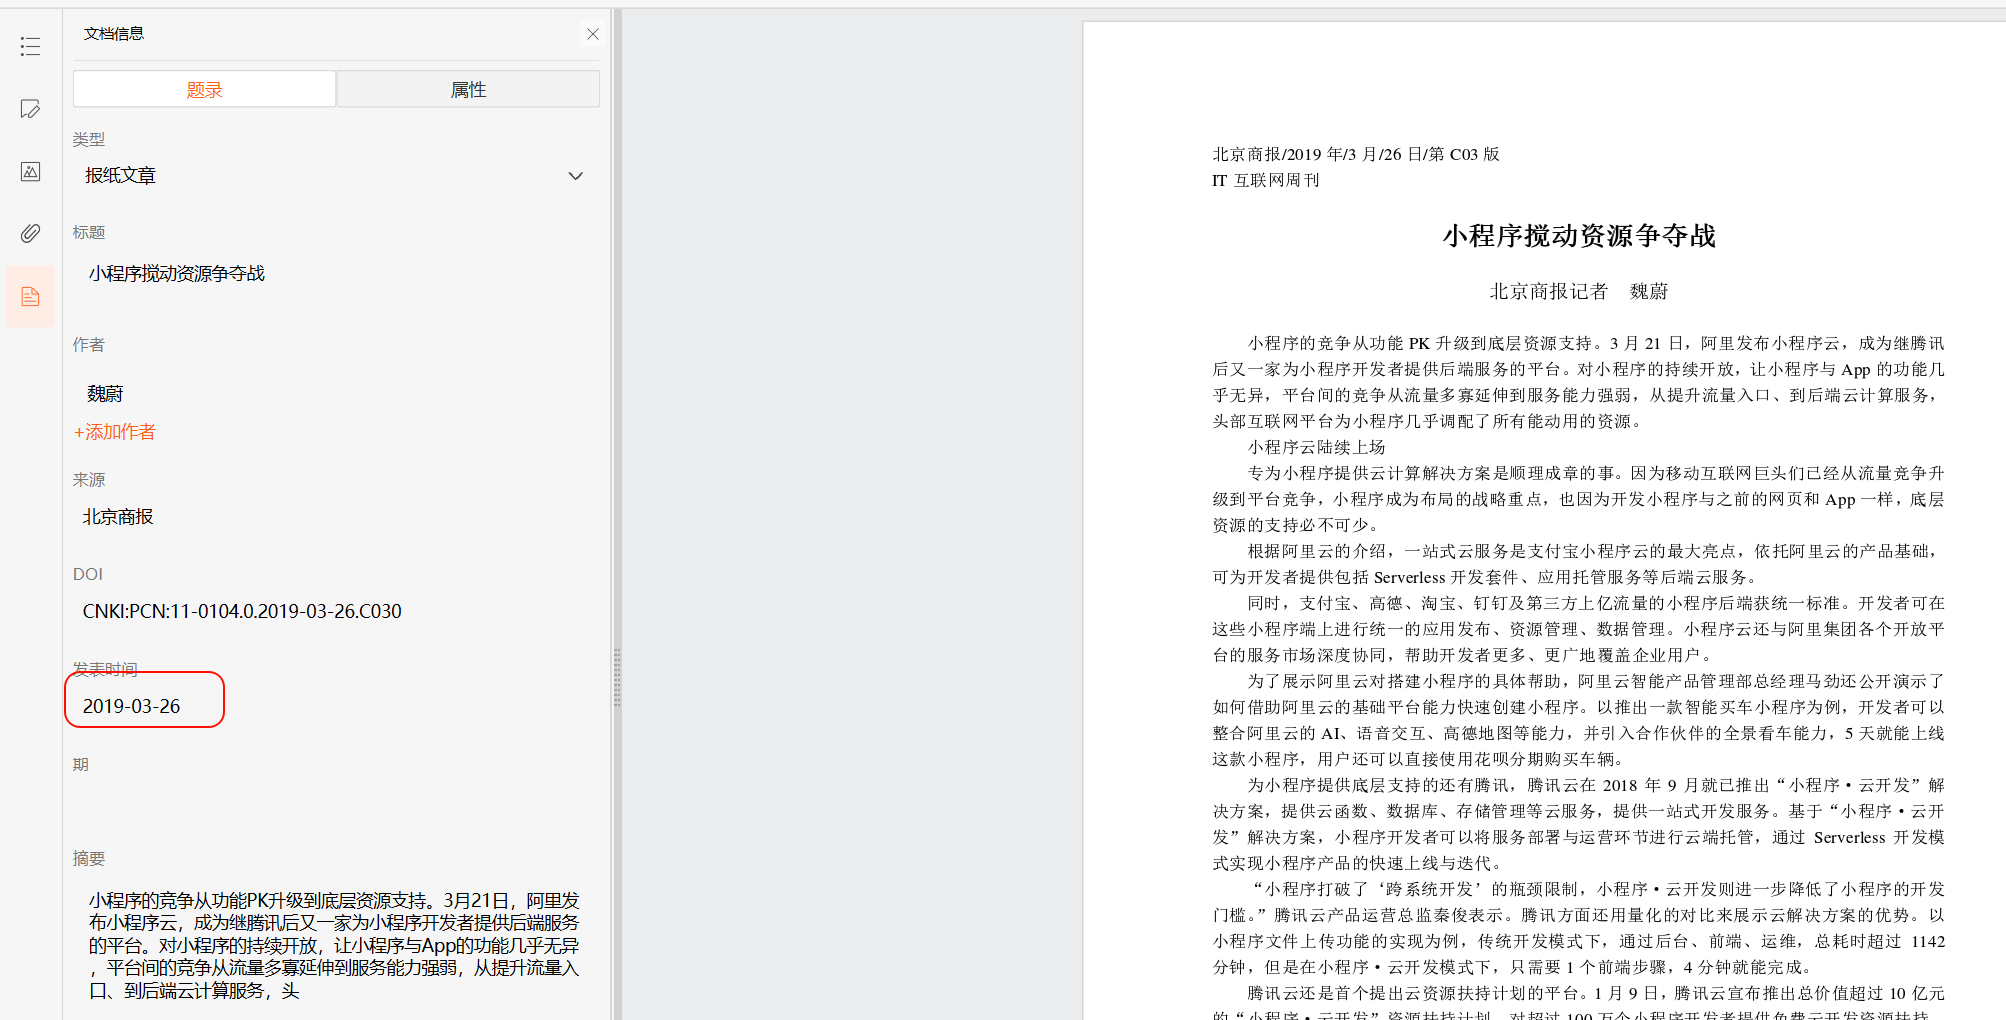 文档信息
题录
属性
类型
报纸文章
标题
小程序搅动资源争夺战
作者
魏蔚
+添加作者
来源
北京商报
DOI
CNKI:PCN:11-0104.0.2019-03-26.C030
发表时间
2019-03-26
期
摘要
小程序的竞争从功能PK升级到底层资源支持。3月21日，阿里发
布小程序云，成为继腾讯后又一家为小程序开发者提供后端服务
的平台。对小程序的持续开放，让小程序与App的功能几乎无异
，平台间的竞争从流量多寡延伸到服务能力强弱，从提升流量入
口、到后端云计算服务，头
北京商报/2019 年/3 月/26 日/第 C03 版
IT 互联网周刊
小程序搅动资源争夺战
北京商报记者　魏蔚
小程序的竞争从功能 PK 升级到底层资源支持。3 月 21 日，阿里发布小程序云，成为继腾讯
后又一家为小程序开发者提供后端服务的平台。对小程序的持续开放，让小程序与 App 的功能几
乎无异，平台间的竞争从流量多寡延伸到服务能力强弱，从提升流量入口、到后端云计算服务，
头部互联网平台为小程序几乎调配了所有能动用的资源。
小程序云陆续上场
专为小程序提供云计算解决方案是顺理成章的事。因为移动互联网巨头们已经从流量竞争升
级到平台竞争，小程序成为布局的战略重点，也因为开发小程序与之前的网页和 App 一样，底层
资源的支持必不可少。
根据阿里云的介绍，一站式云服务是支付宝小程序云的最大亮点，依托阿里云的产品基础，
可为开发者提供包括 Serverless 开发套件、应用托管服务等后端云服务。
同时，支付宝、高德、淘宝、钉钉及第三方上亿流量的小程序后端获统一标准。开发者可在
这些小程序端上进行统一的应用发布、资源管理、数据管理。小程序云还与阿里集团各个开放平
台的服务市场深度协同，帮助开发者更多、更广地覆盖企业用户。
为了展示阿里云对搭建小程序的具体帮助，阿里云智能产品管理部总经理马劲还公开演示了
如何借助阿里云的基础平台能力快速创建小程序。以推出一款智能买车小程序为例，开发者可以
整合阿里云的 AI、语音交互、高德地图等能力，并引入合作伙伴的全景看车能力，5 天就能上线
这款小程序，用户还可以直接使用花呗分期购买车辆。
为小程序提供底层支持的还有腾讯，腾讯云在 2018 年 9 月就已推出“小程序·云开发”解
决方案，提供云函数、数据库、存储管理等云服务，提供一站式开发服务。基于“小程序·云开
发”解决方案，小程序开发者可以将服务部署与运营环节进行云端托管，通过 Serverless 开发模
式实现小程序产品的快速上线与迭代。
“小程序打破了‘跨系统开发’的瓶颈限制，小程序·云开发则进一步降低了小程序的开发
门槛。”腾讯云产品运营总监秦俊表示。腾讯方面还用量化的对比来展示云解决方案的优势。以
小程序文件上传功能的实现为例，传统开发模式下，通过后台、前端、运维，总耗时超过 1142
分钟，但是在小程序·云开发模式下，只需要 1 个前端步骤，4 分钟就能完成。
腾讯云还是首个提出云资源扶持计划的平台。1 月 9 日，腾讯云宣布推出总价值超过 10 亿元
的“小程序·云开发”资源扶持计划，对超过 100 万个小程序开发者提供免费云开发资源扶持。